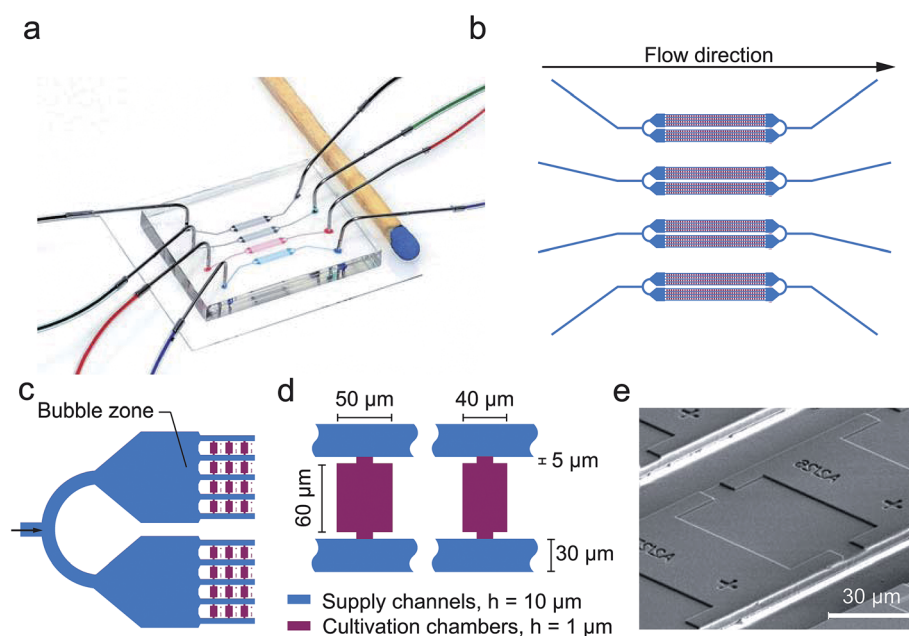 a
b
Flow direction
c
Bubble zone
d
50 µm
40 µm
5 µm
60 µm
30 µm
Supply channels, h = 10 µm
Cultivation chambers, h = 1 µm
e
30 µm